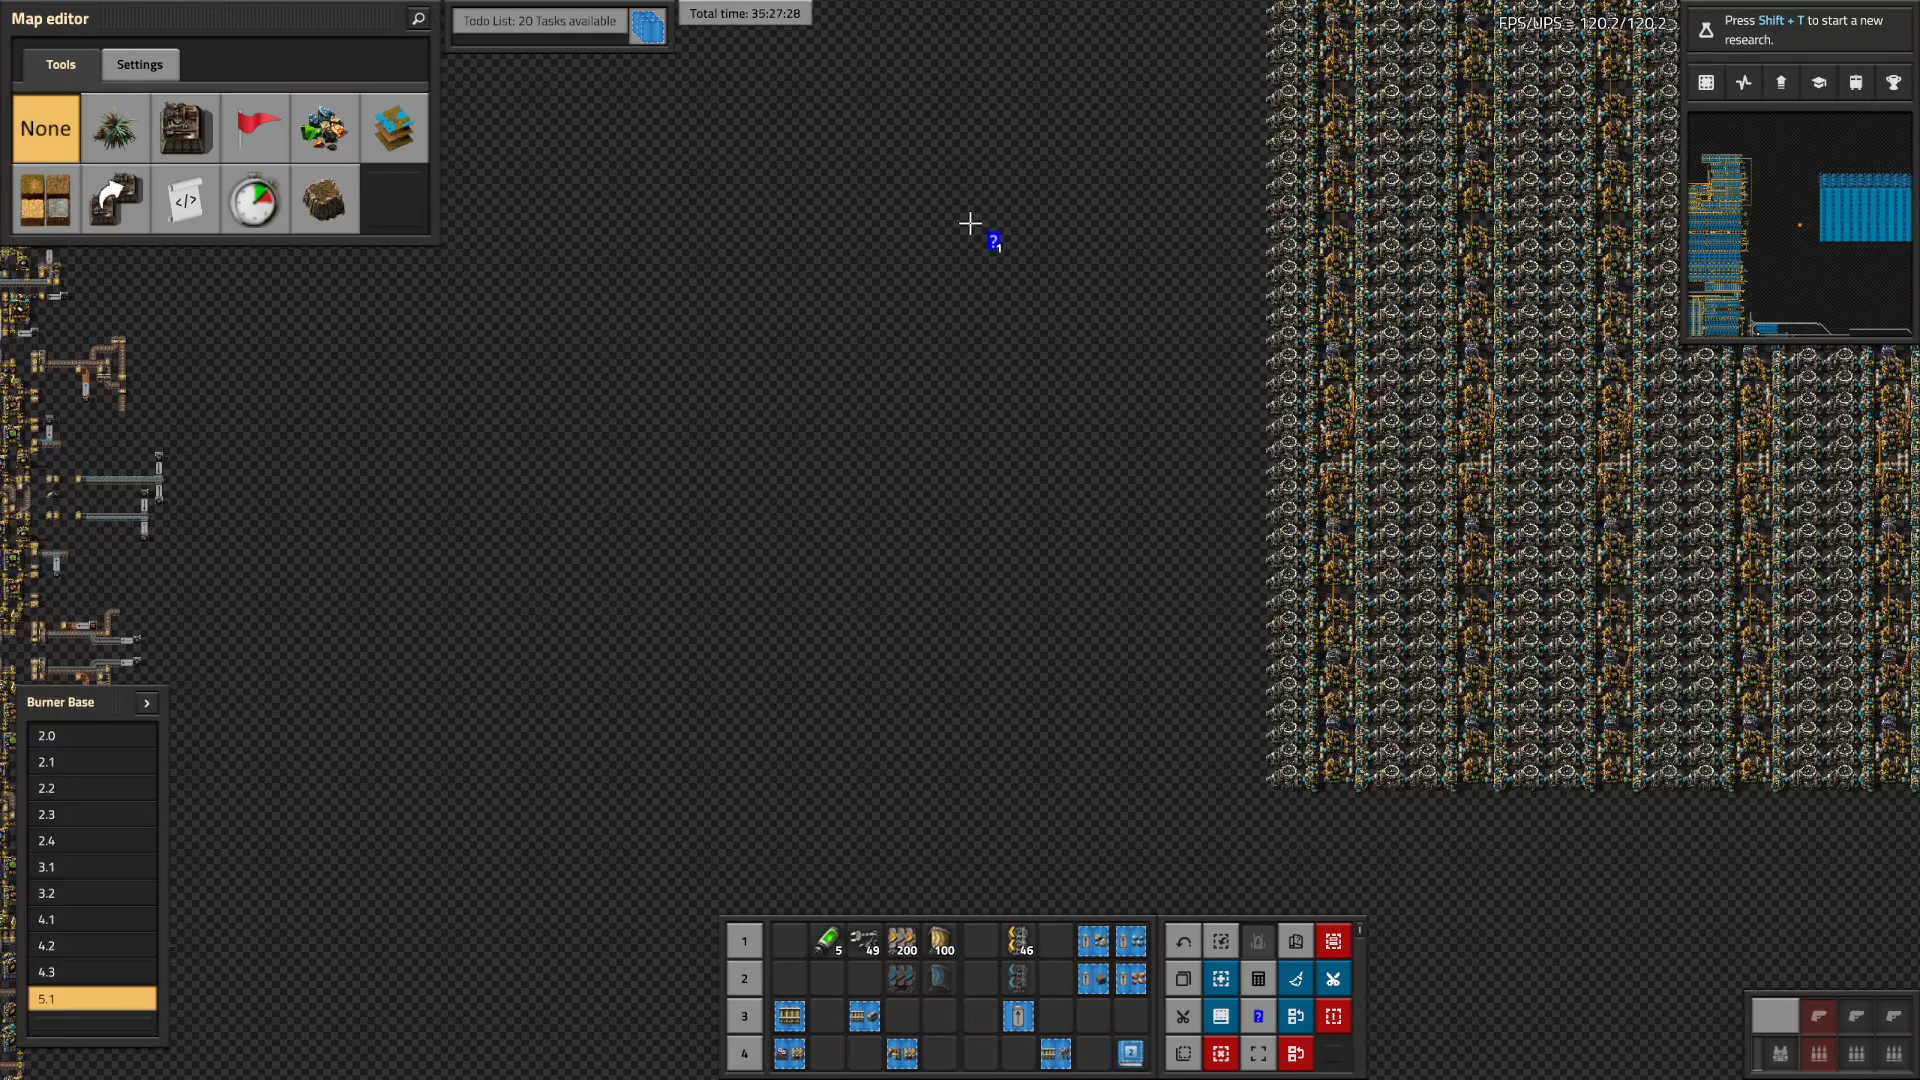 Map editor
Tools
Settings
None
</>
Todo List: 20 Tasks available
Total time: 35:27:28
EPS/UPS = 120.2/120.2
Press Shift + T to start a new
research.
?
1
Burner Base
2.0
2.1
2.2
2.3
2.4
3.1
3.2
4.1
4.2
4.3
5.1
1
5
49
200
100
46
2
3
4
2
?